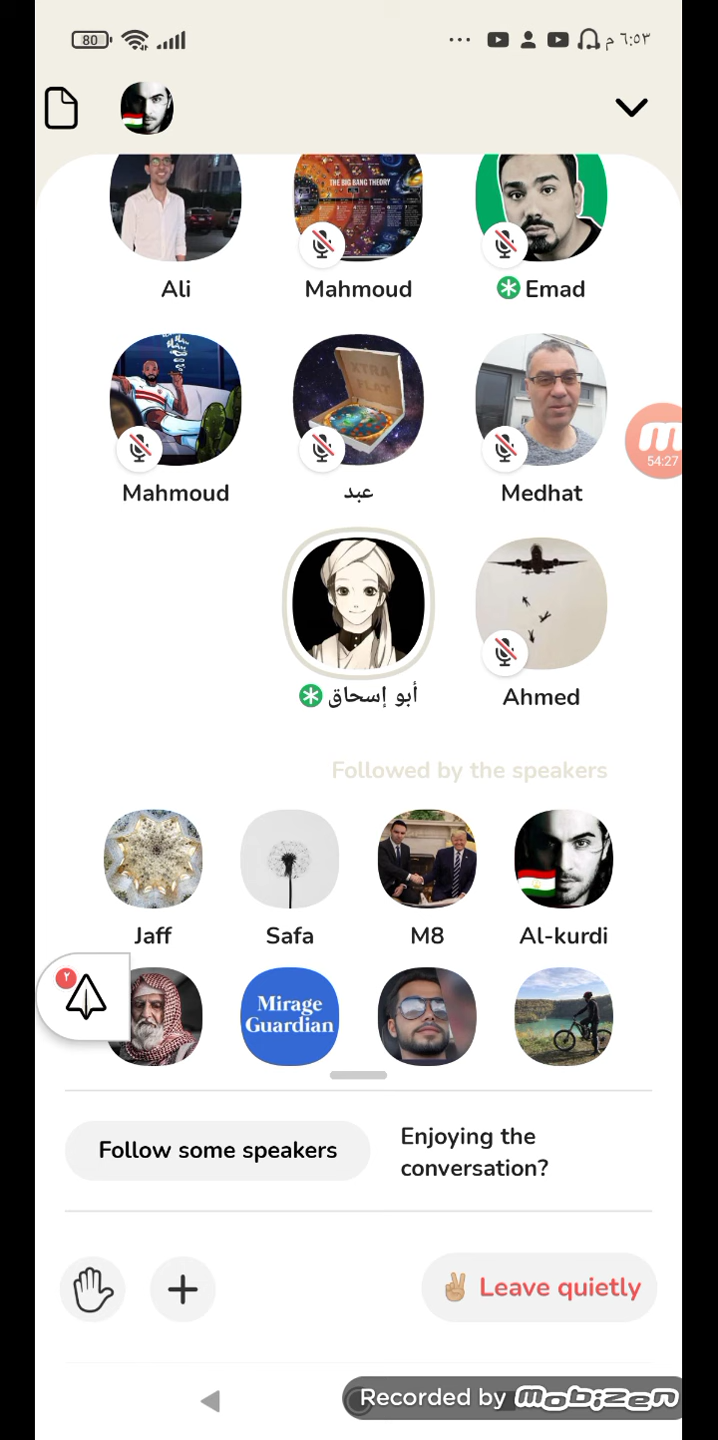 80
٦:٥٣ م
THE BIG BANG THEORY
Ali
Mahmoud
Emad
XTRA
FLAT
54:27
Mahmoud
عبد
Medhat
أبو إسحاق
Ahmed
Followed by the speakers
Jaff
Safa
M8
Al-kurdi
٢
Mirage
Guardian
Follow some speakers
Enjoying the
conversation?
Leave quietly
Recorded by mobizen